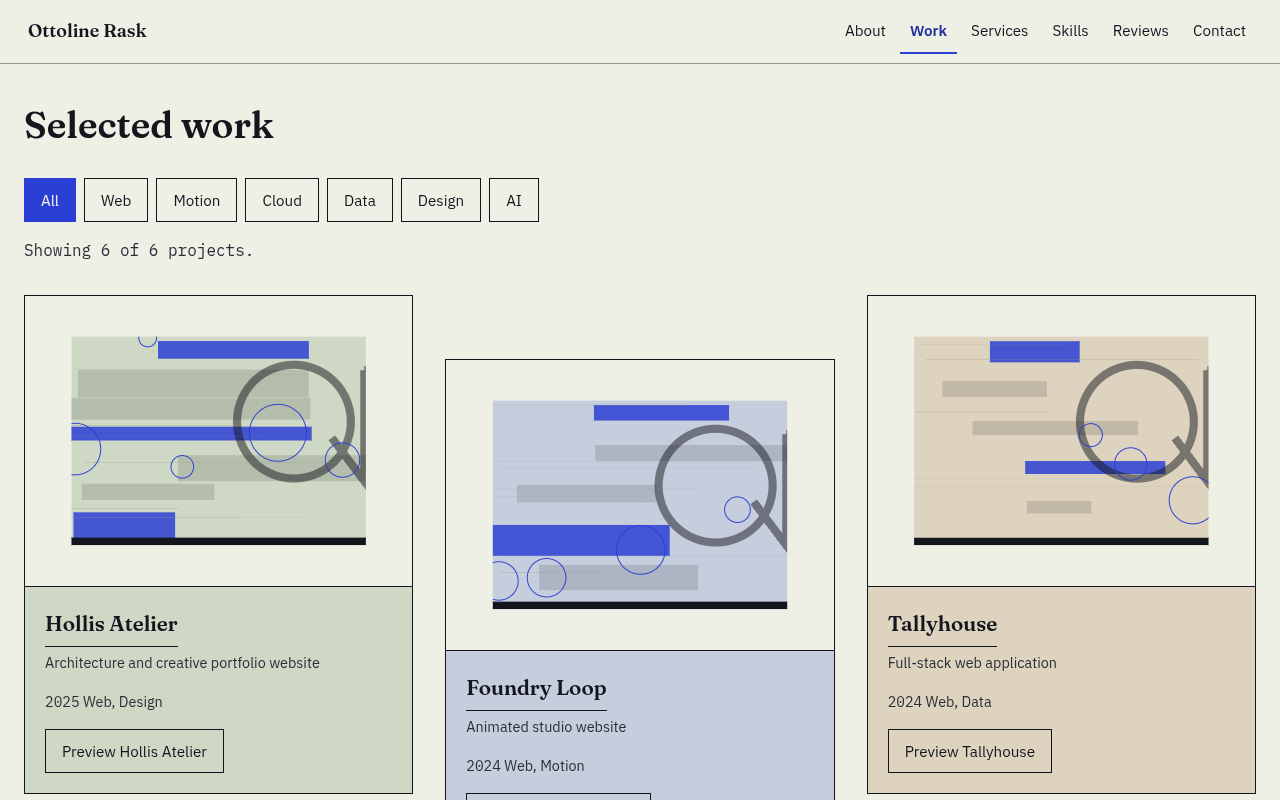 Ottoline Rask
About Work Services Skills Reviews Contact
Selected work
All Web Motion Cloud Data Design AI
Showing 6 of 6 projects.
Hollis Atelier
Architecture and creative portfolio website
2025 Web, Design
Preview Hollis Atelier
Foundry Loop
Animated studio website
2024 Web, Motion
Tallyhouse
Full-stack web application
2024 Web, Data
Preview Tallyhouse